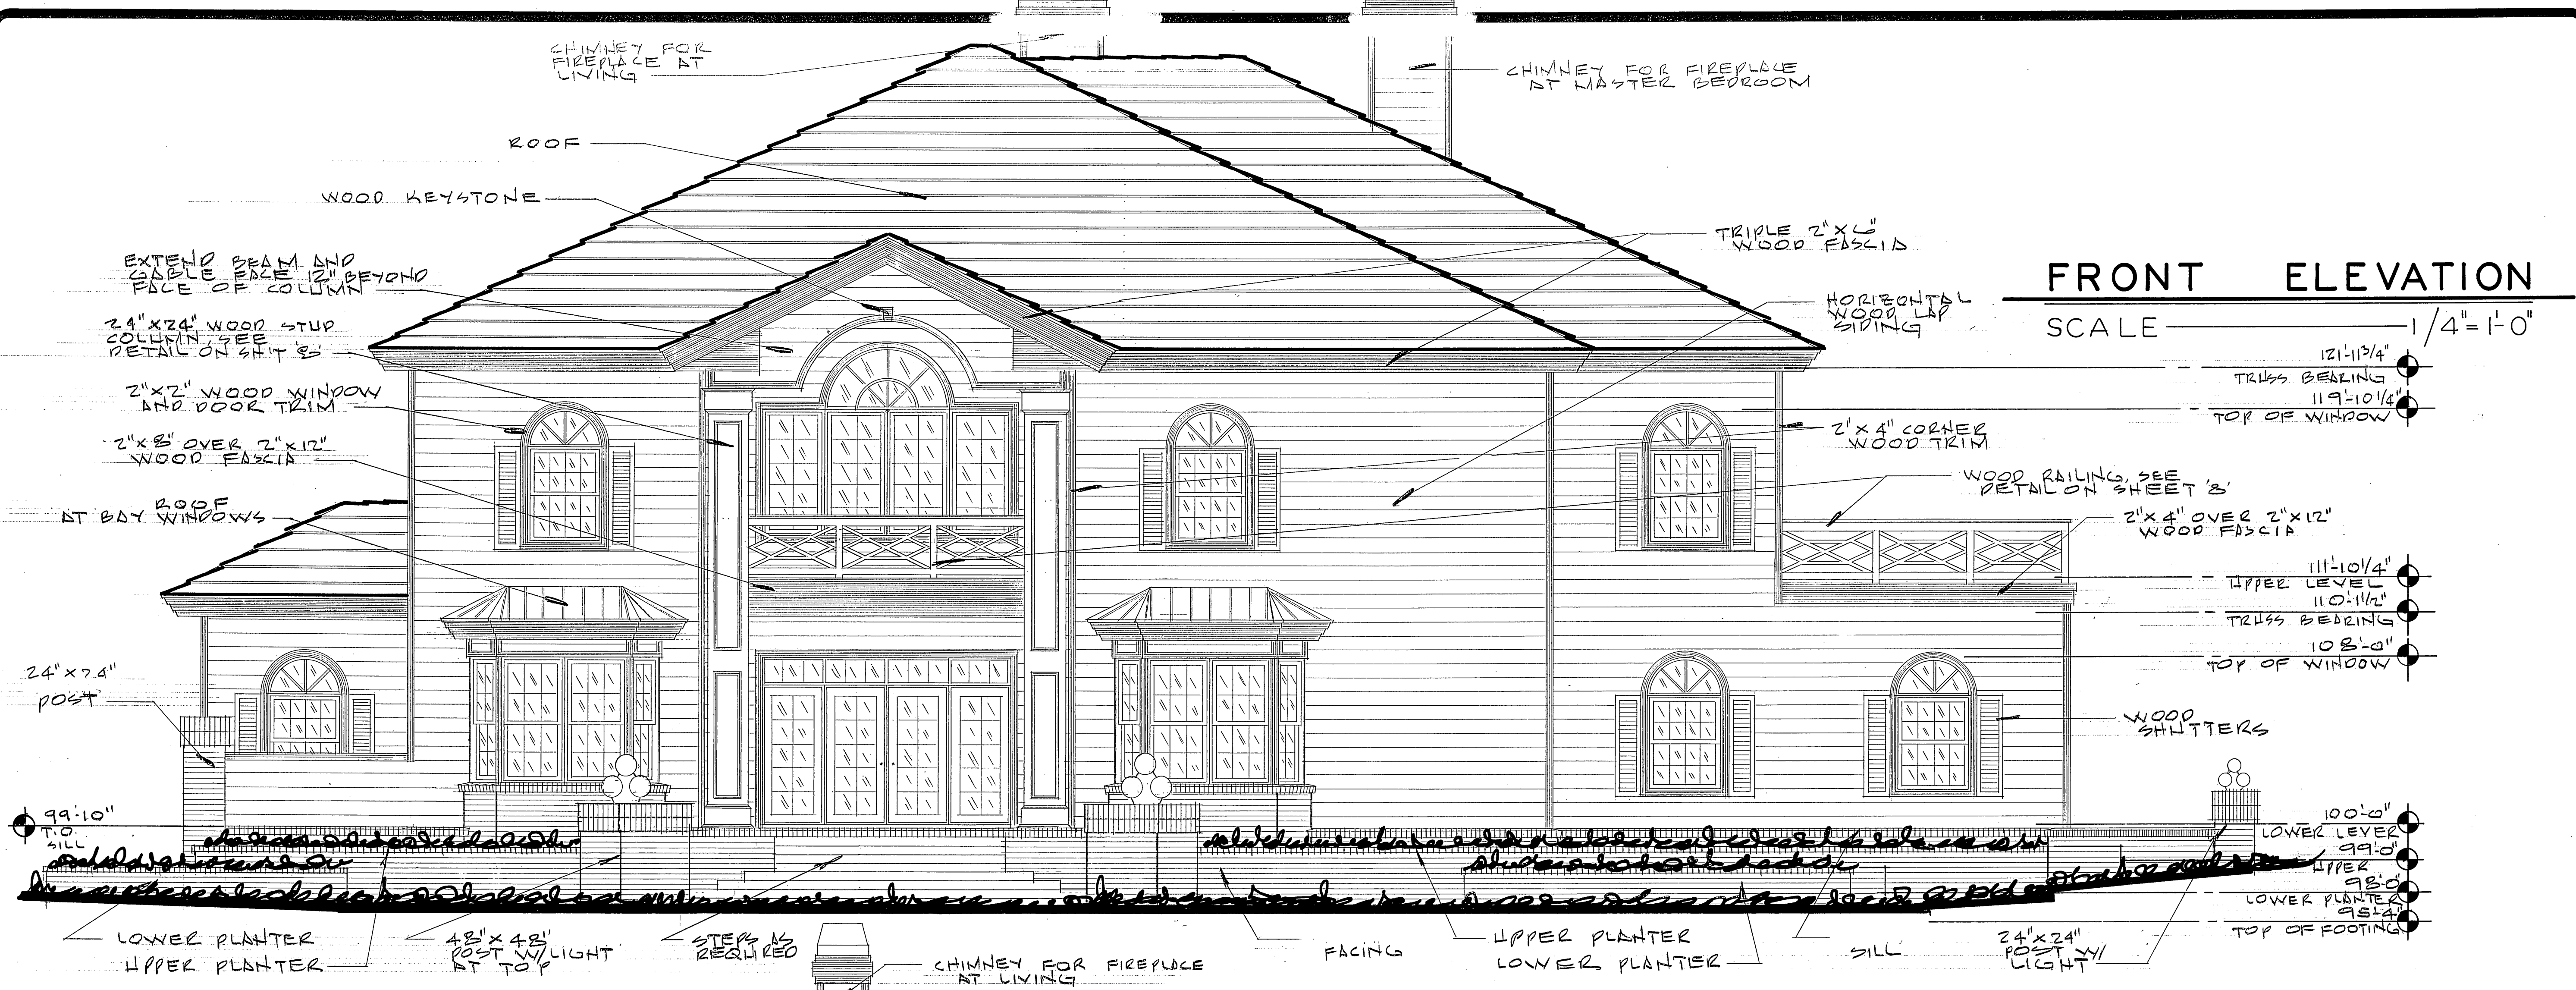 CHIMNEY FOR
FIREPLACE AT
LIVING
CHIMNEY FOR FIREPLACE
AT MASTER BEDROOM
ROOF
WOOD KEYSTONE
EXTEND BEAM AND
GABLE FACE 12" BEYOND
FACE OF COLUMN
24"X24" WOOD STUD
COLUMN, SEE
DETAIL ON SH'T '8'
2"X2" WOOD WINDOW
AND DOOR TRIM
2"X8" OVER 2"X12"
WOOD FASCIA
ROOF
AT BAY WINDOWS
24"X24"
POST
99'-10"
T.O.
SILL
TRIPLE 2"X6"
WOOD FASCIA
HORIZONTAL
WOOD LAP
SIDING
FRONT ELEVATION
SCALE 1/4"=1'-0"
121'-11 3/4"
TRUSS BEARING
119'-10 1/4"
TOP OF WINDOW
2"X4" CORNER
WOOD TRIM
WOOD RAILING, SEE
DETAIL ON SHEET '8'
2"X4" OVER 2"X12"
WOOD FASCIA
111'-10 1/4"
UPPER LEVEL
110'-1 1/2"
TRUSS BEARING
108'-0"
TOP OF WINDOW
WOOD
SHUTTERS
100'-0"
LOWER LEVER
99'-0"
UPPER
98'-0"
LOWER PLANTER
95'-4"
TOP OF FOOTING
LOWER PLANTER
UPPER PLANTER
48"X48"
POST W/LIGHT
AT TOP
STEPS AS
REQUIRED
CHIMNEY FOR FIREPLACE
AT LIVING
FACING
UPPER PLANTER
LOWER PLANTER
SILL
24"X24"
POST W/
LIGHT